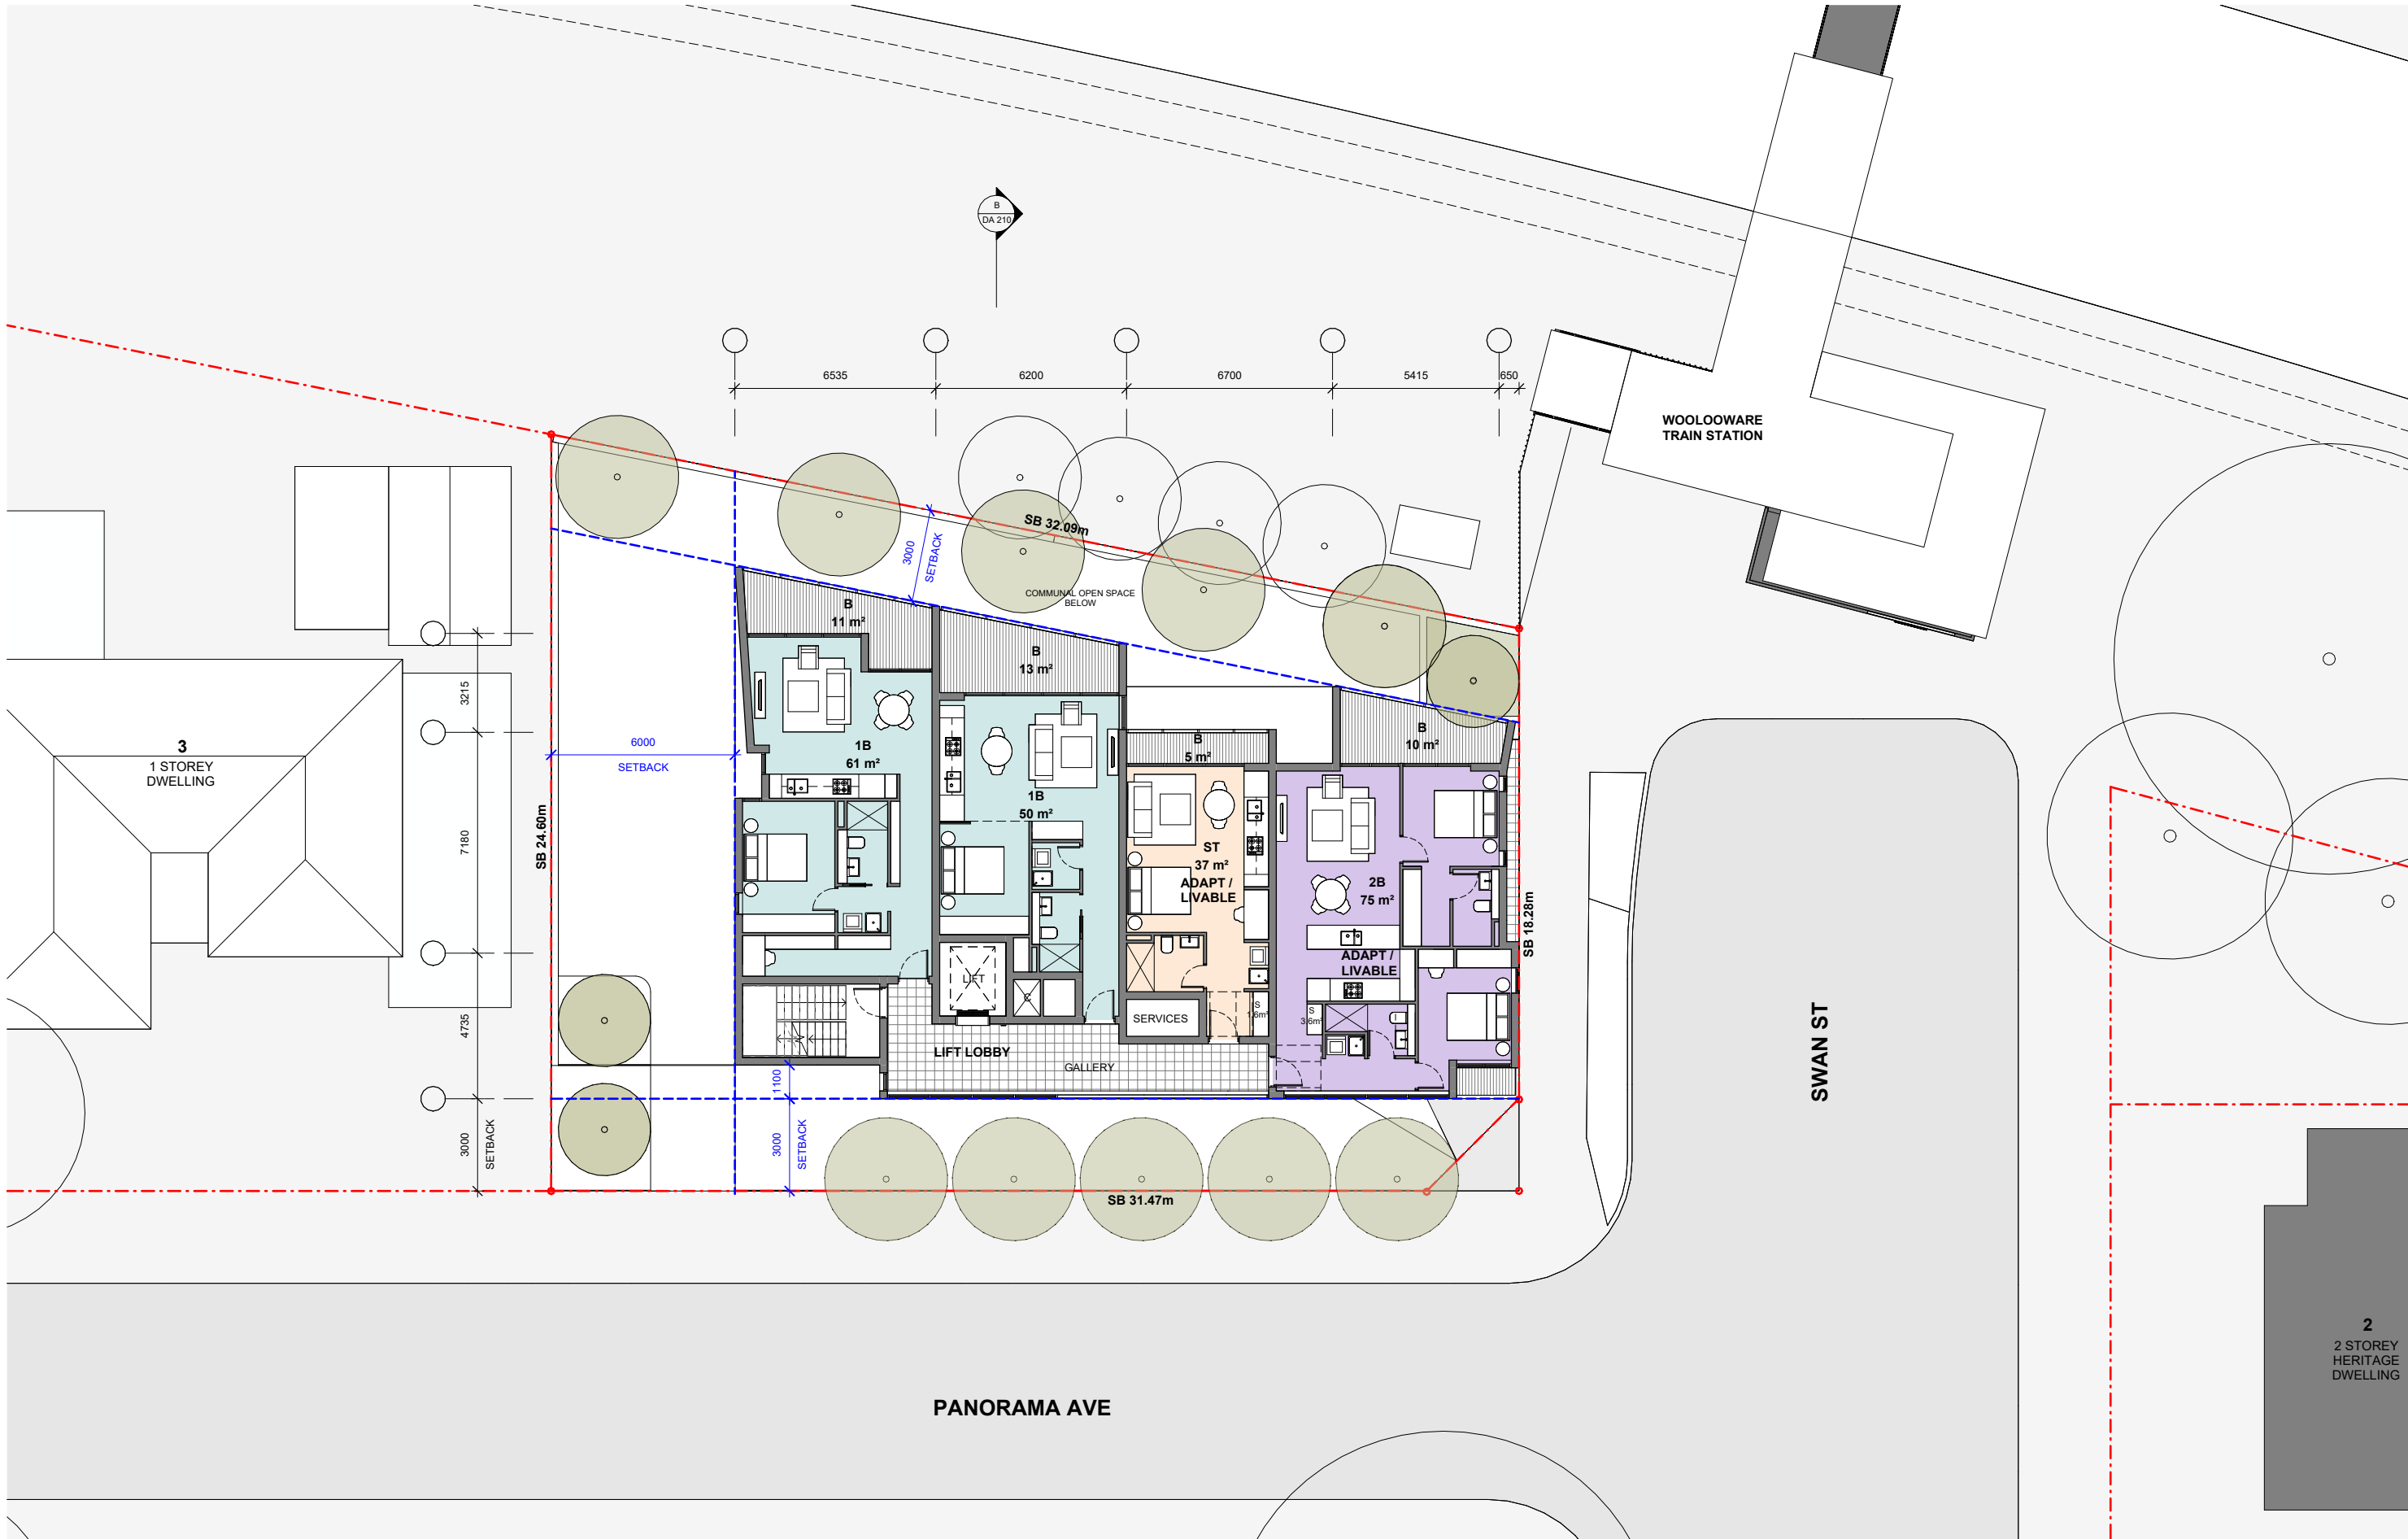 B
DA 210
6535
6200
6700
5415
650
WOOLOOWARE
TRAIN STATION
SB 32.09m
3000
SETBACK
COMMUNAL OPEN SPACE
BELOW
B
11 m²
B
13 m²
B
10 m²
B
5 m²
3215
7180
4735
3000
SETBACK
3
1 STOREY
DWELLING
6000
SETBACK
SB 24.60m
1B
61 m²
1B
50 m²
ST
37 m²
ADAPT /
LIVABLE
2B
75 m²
ADAPT /
LIVABLE
SB 18.28m
LIFT
C
SERVICES
S
1.6m²
S
3.6m²
LIFT LOBBY
GALLERY
1100
3000
SETBACK
SB 31.47m
SWAN ST
PANORAMA AVE
2
2 STOREY
HERITAGE
DWELLING